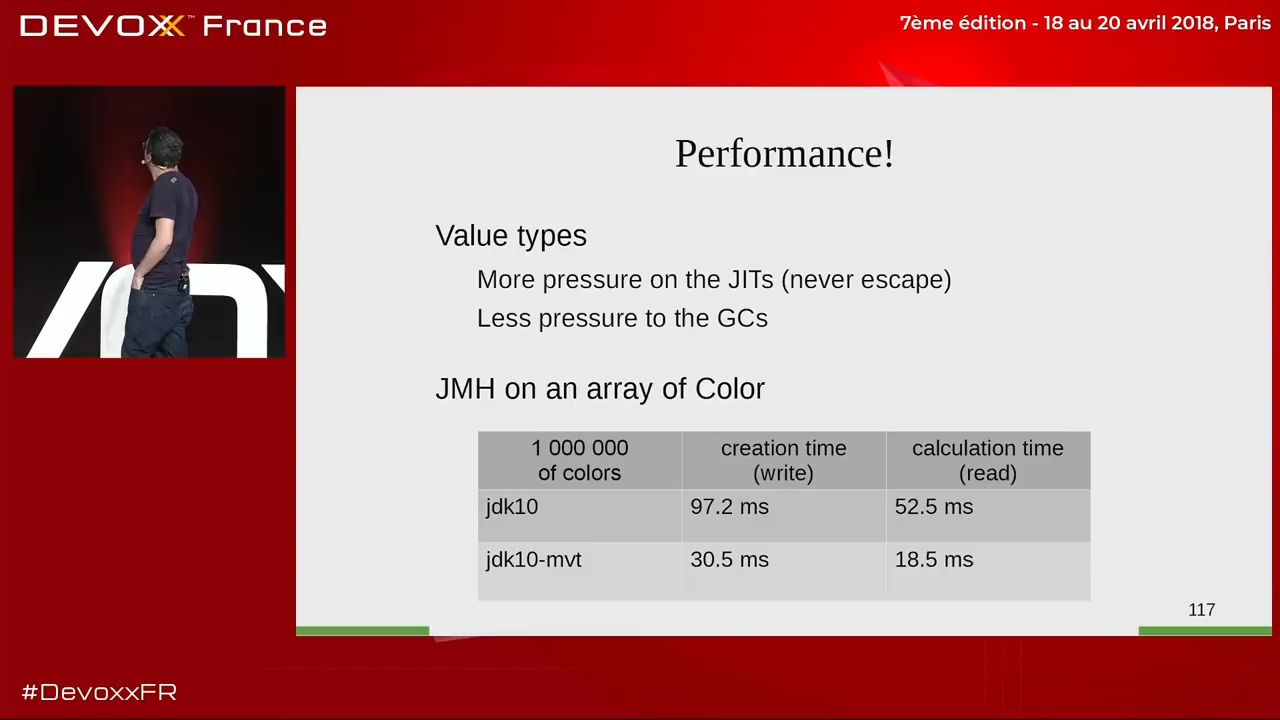 DEVOXX™ France
7ème édition - 18 au 20 avril 2018, Paris
Performance!
Value types
More pressure on the JITs (never escape)
Less pressure to the GCs
JMH on an array of Color
1 000 000 of colors
creation time (write)
calculation time (read)
jdk10
97.2 ms
52.5 ms
jdk10-mvt
30.5 ms
18.5 ms
117
#DevoxxFR